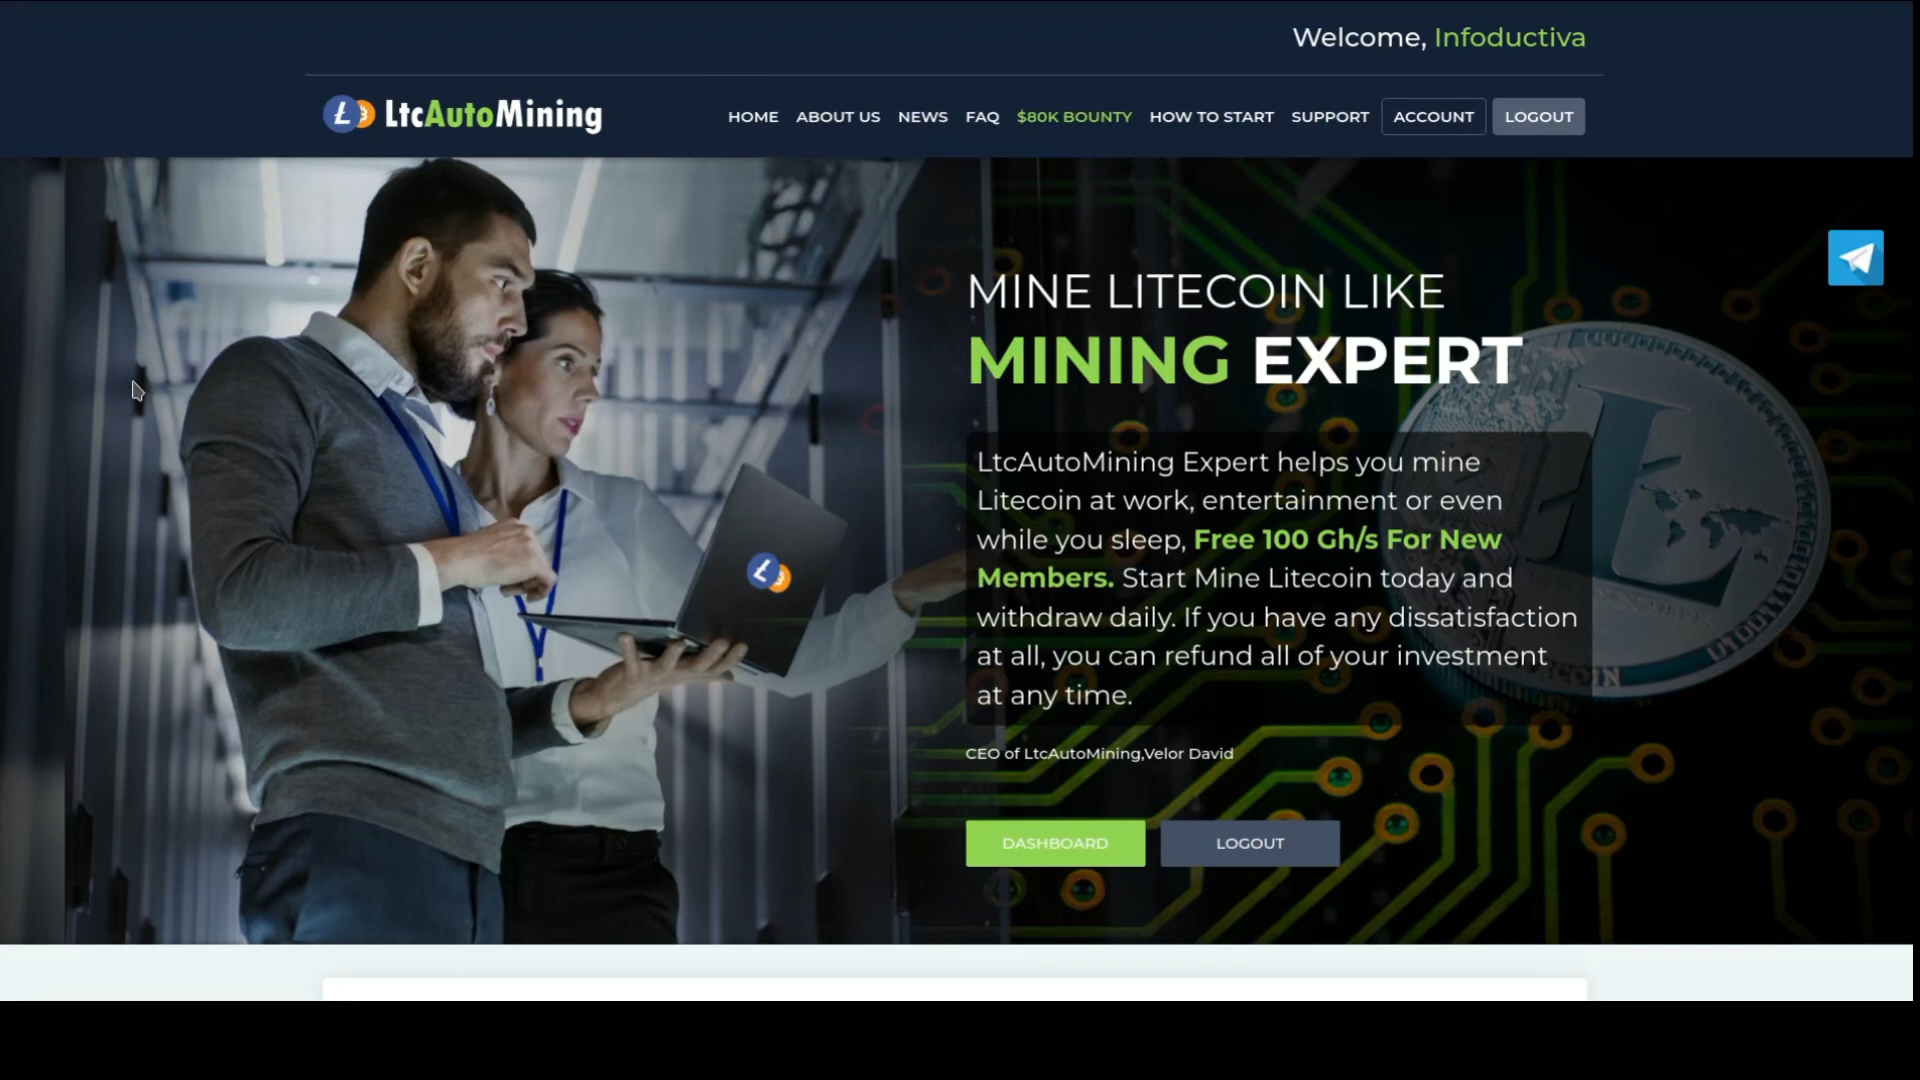 Welcome, Infoductiva
LtcAutoMining
HOME ABOUT US NEWS FAQ $80K BOUNTY HOW TO START SUPPORT ACCOUNT LOGOUT
MINE LITECOIN LIKE
MINING EXPERT
LtcAutoMining Expert helps you mine
Litecoin at work, entertainment or even
while you sleep, Free 100 Gh/s For New
Members. Start Mine Litecoin today and
withdraw daily. If you have any dissatisfaction
at all, you can refund all of your investment
at any time.
CEO of LtcAutoMining,Velor David
DASHBOARD LOGOUT